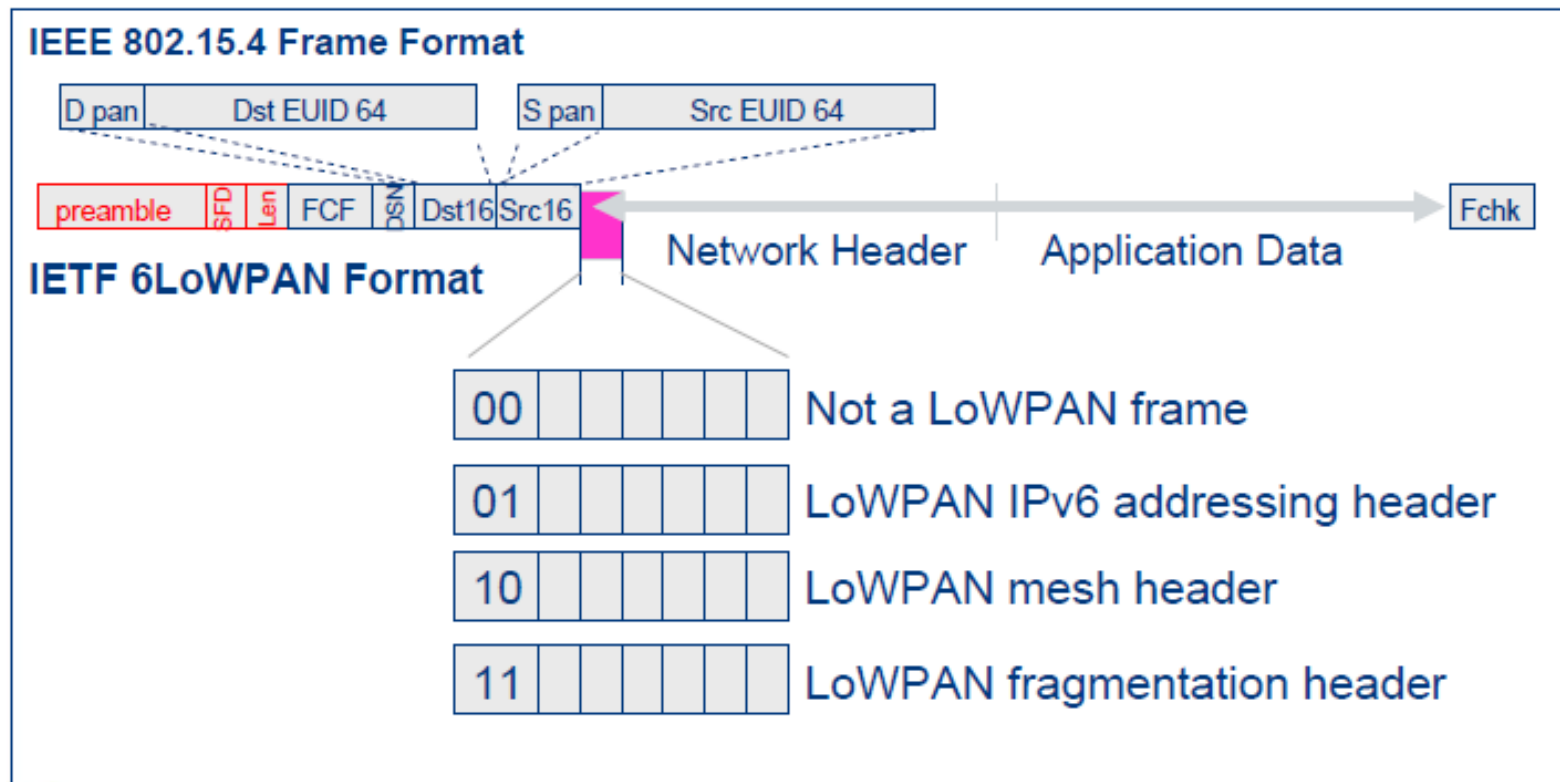 IEEE 802.15.4 Frame Format
D pan Dst EUID 64 S pan Src EUID 64
preamble SFD Len FCF DSN Dst16 Src16 Fchk
Network Header Application Data
IETF 6LoWPAN Format
00 Not a LoWPAN frame
01 LoWPAN IPv6 addressing header
10 LoWPAN mesh header
11 LoWPAN fragmentation header